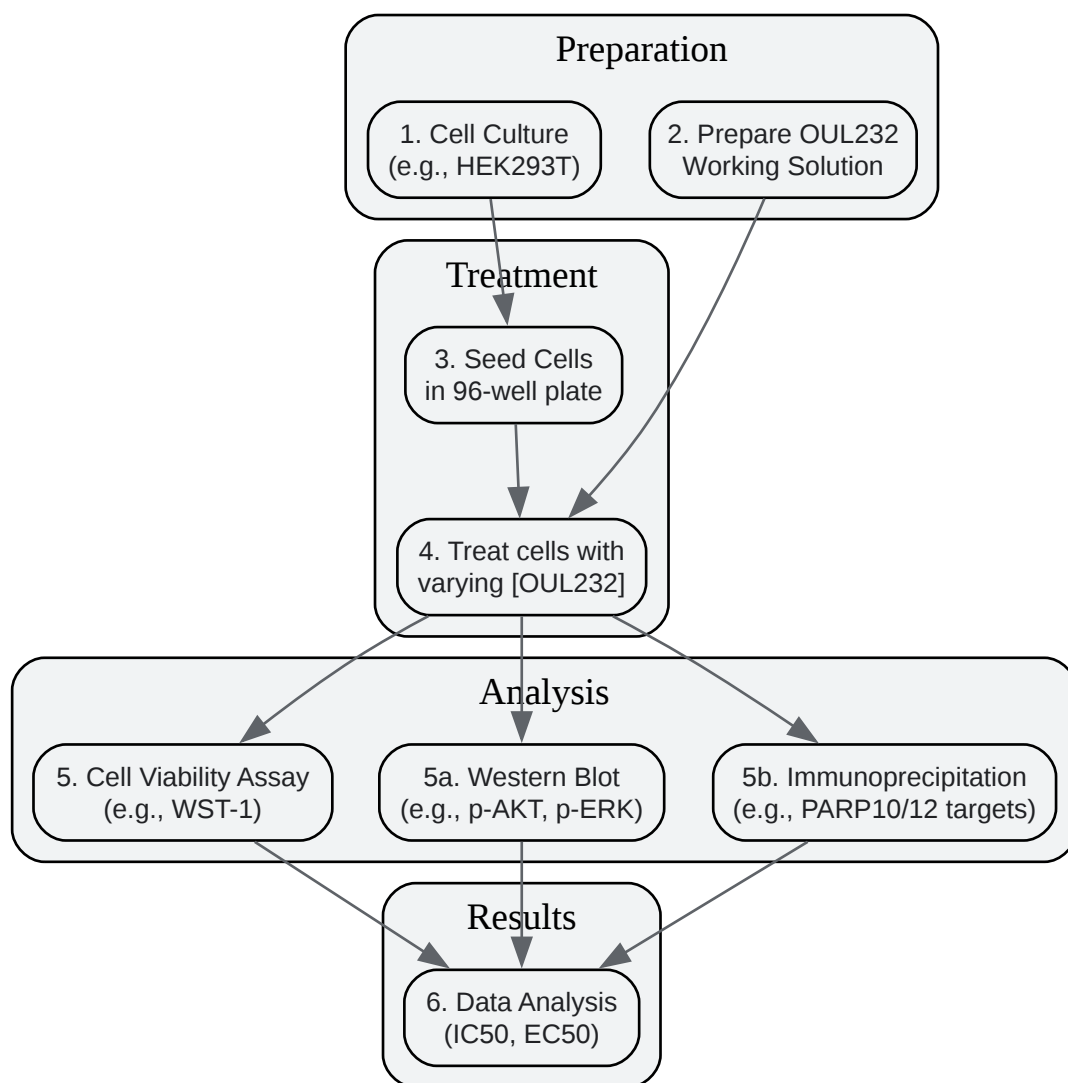 Preparation
1. Cell Culture
(e.g., HEK293T)
2. Prepare OUL232
Working Solution
Treatment
3. Seed Cells
in 96-well plate
4. Treat cells with
varying [OUL232]
Analysis
5. Cell Viability Assay
(e.g., WST-1)
5a. Western Blot
(e.g., p-AKT, p-ERK)
5b. Immunoprecipitation
(e.g., PARP10/12 targets)
Results
6. Data Analysis
(IC50, EC50)